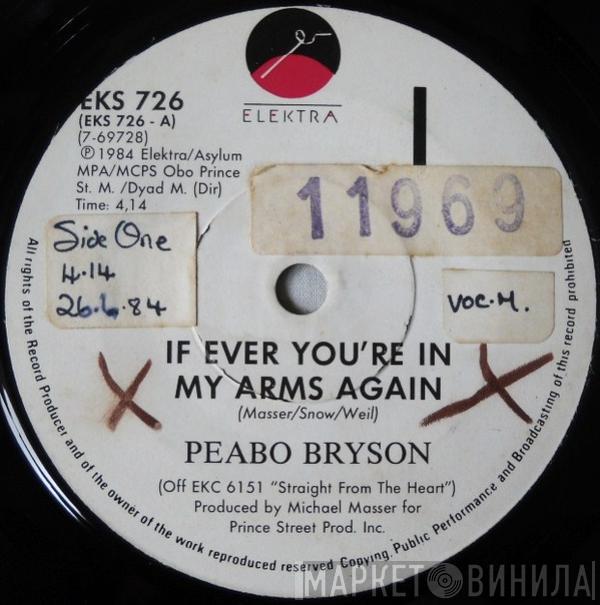 ELEKTRA
EKS 726
(EKS 726 - A)
(7-69728)
℗ 1984 Elektra/Asylum
MPA/MCPS Obo Prince
St. M. /Dyad M. (Dir)
Time: 4,14
11969
Side One
4.14
26.6.84
VOC.M.
IF EVER YOU'RE IN
MY ARMS AGAIN
(Masser/Snow/Weil)
PEABO BRYSON
(Off EKC 6151 "Straight From The Heart")
Produced by Michael Masser for
Prince Street Prod. Inc.
All rights of the Record Producer and of the owner of the work reproduced reserved. Copying, Public Performance and Broadcasting of this record prohibited
МАРКЕТ ВИНИЛА